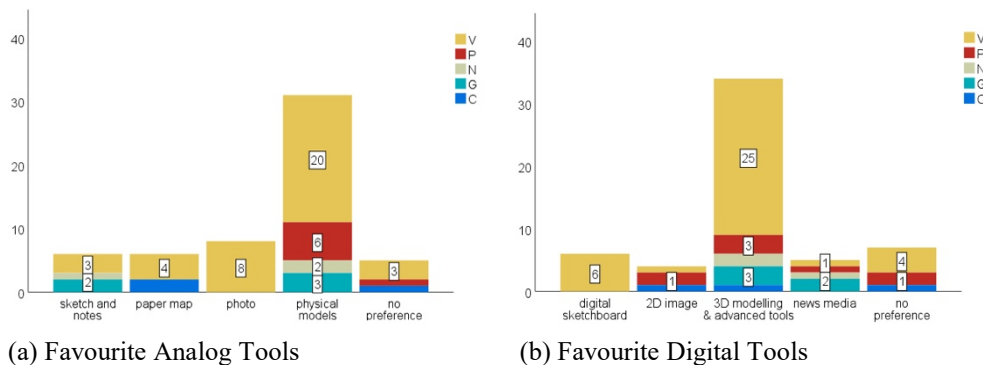 40
30
20
10
0
V
P
N
G
C
3
2
4
8
20
6
2
3
3
sketch and notes
paper map
photo
physical models
no preference
(a) Favourite Analog Tools
40
30
20
10
0
V
P
N
G
C
6
1
25
3
3
1
2
4
1
digital sketchboard
2D image
3D modelling & advanced tools
news media
no preference
(b) Favourite Digital Tools